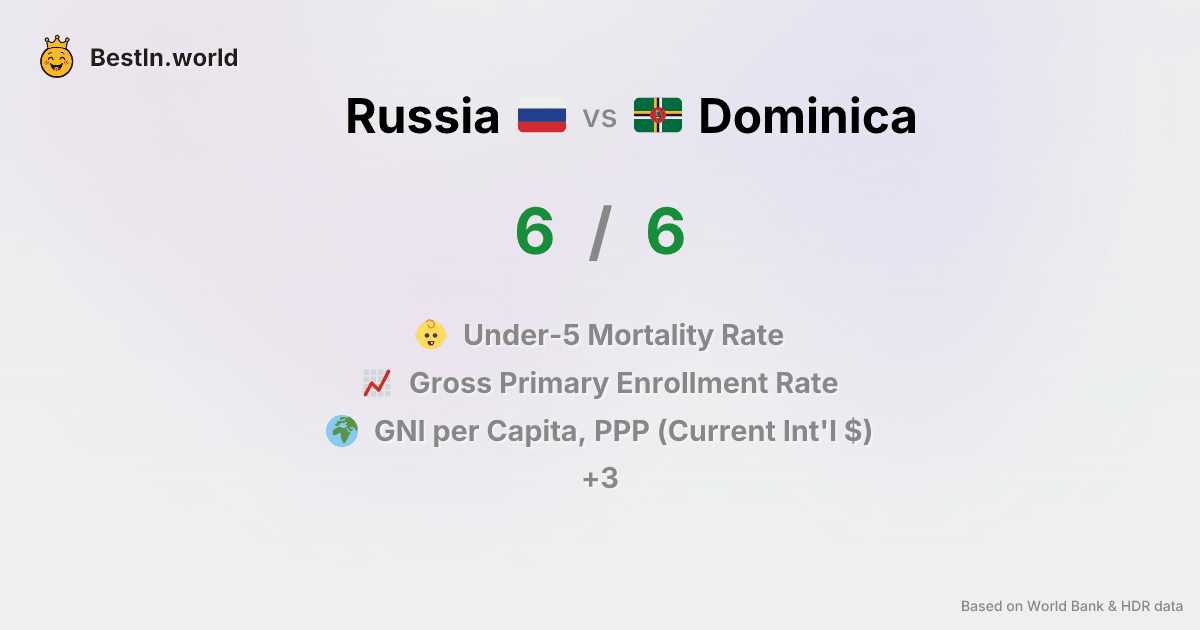 BestIn.world
Russia vs Dominica
6 / 6
Under-5 Mortality Rate
Gross Primary Enrollment Rate
GNI per Capita, PPP (Current Int'l $)
+3
Based on World Bank & HDR data